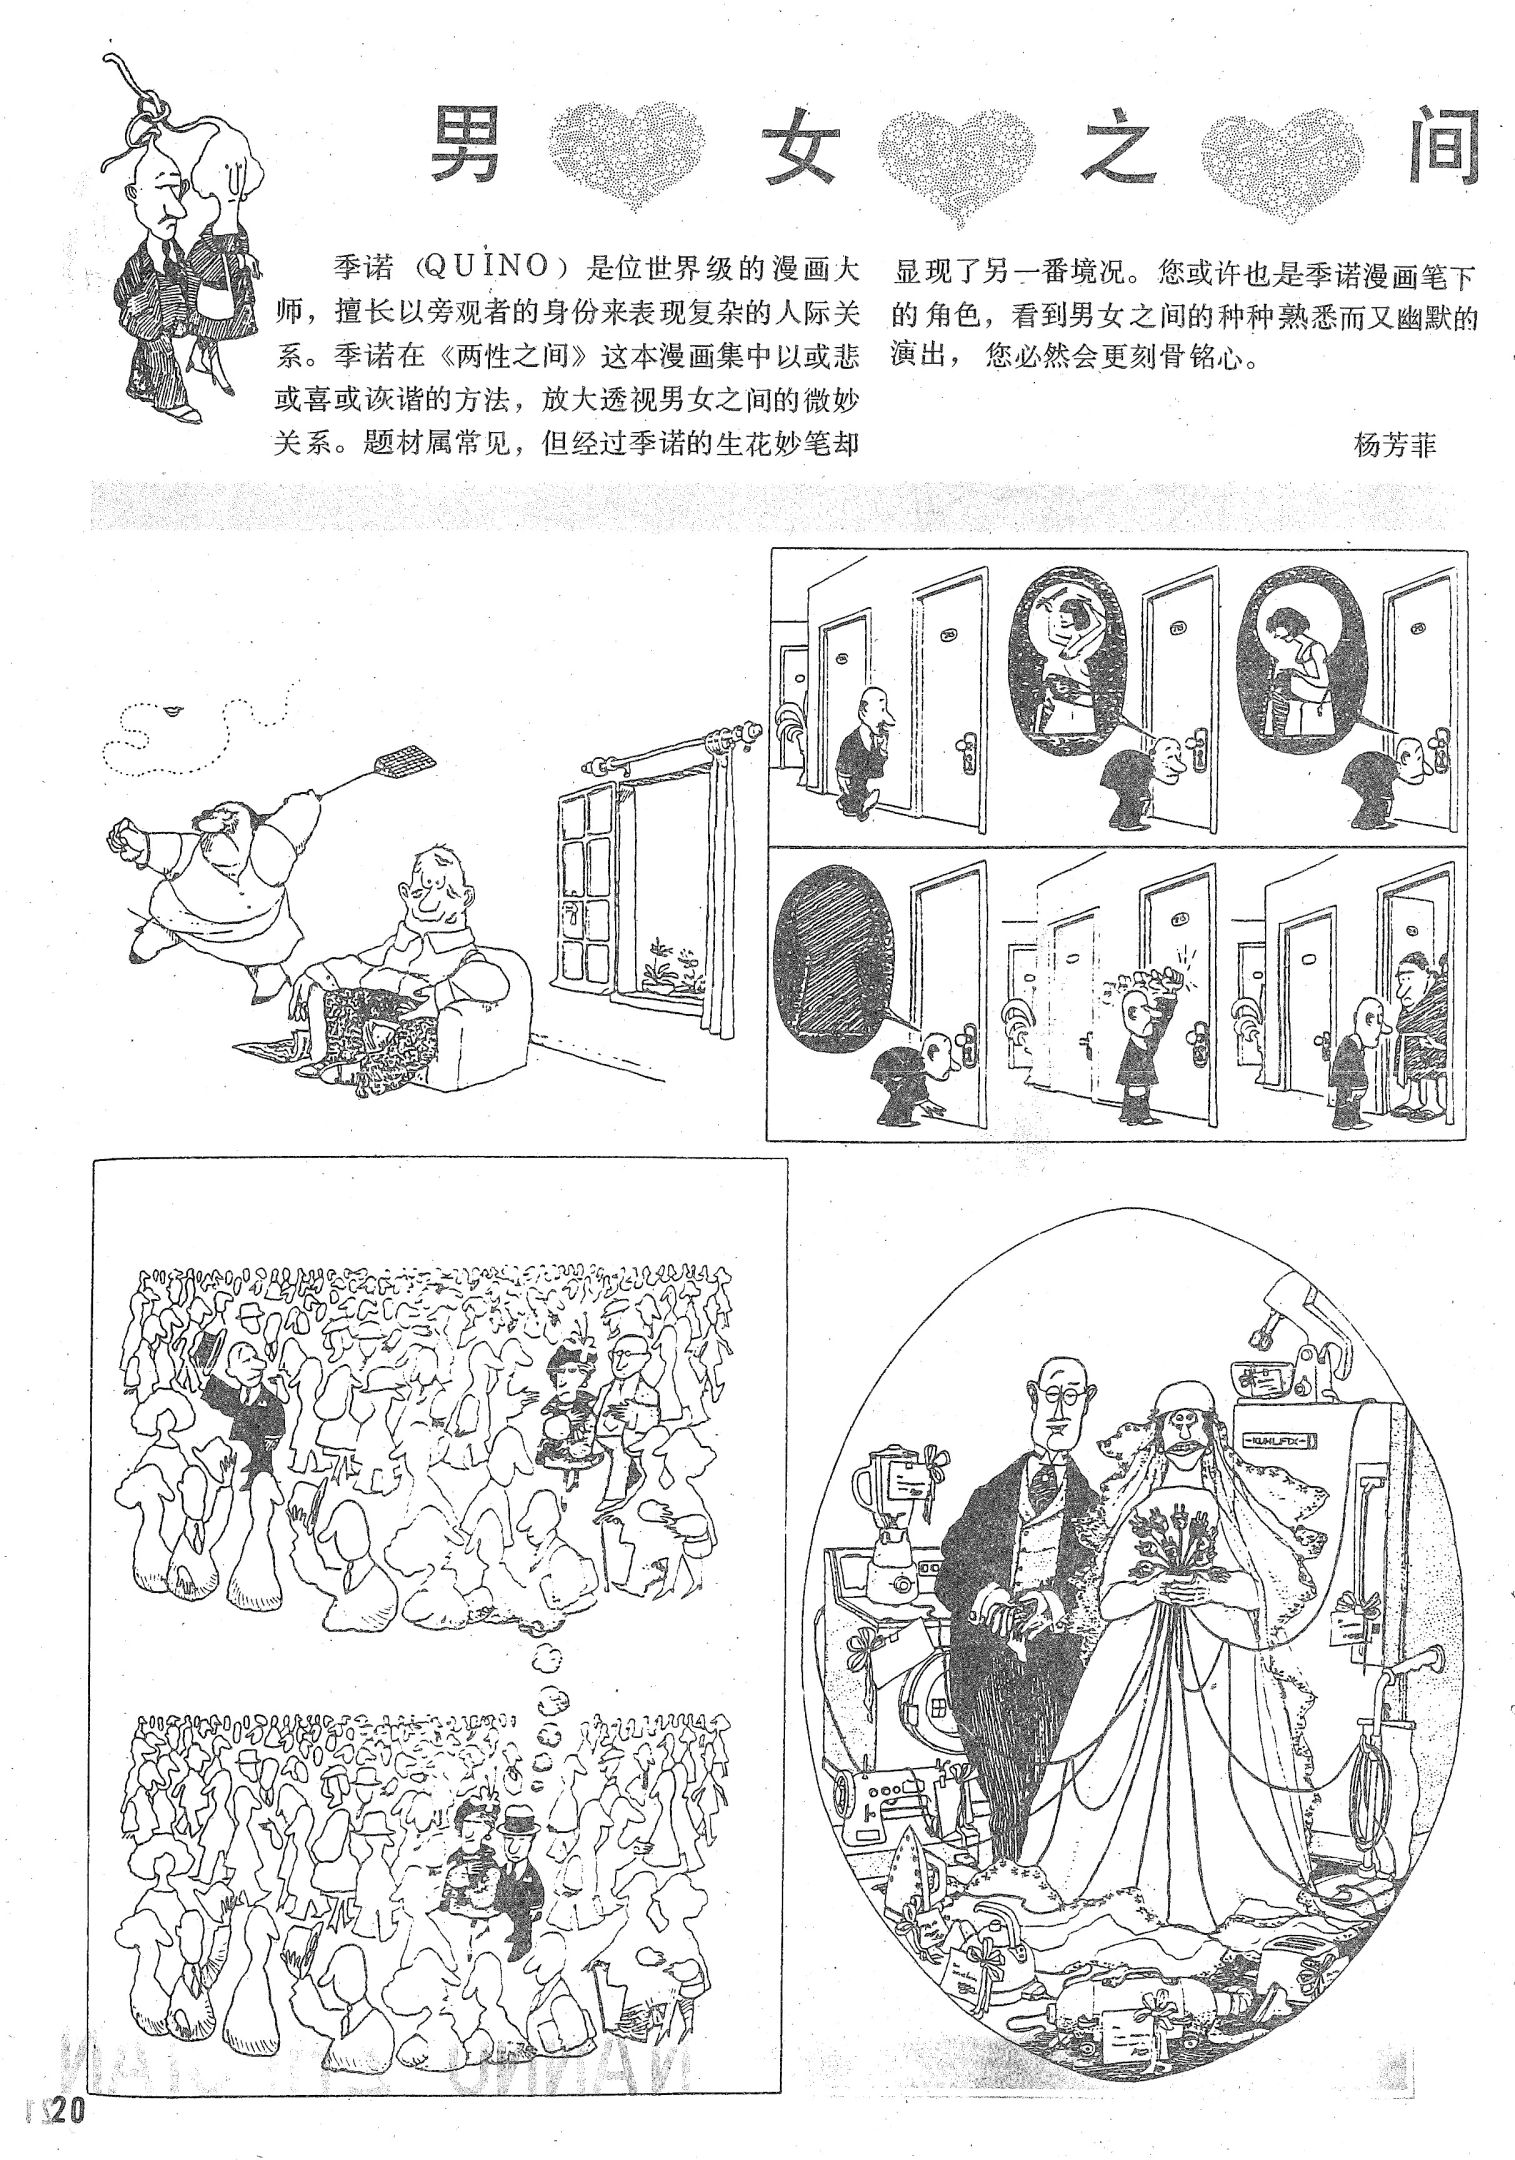 男女之间
季诺（QUINO）是位世界级的漫画大
师，擅长以旁观者的身份来表现复杂的人际关
系。季诺在《两性之间》这本漫画集中以或悲
或喜或诙谐的方法，放大透视男女之间的微妙
关系。题材属常见，但经过季诺的生花妙笔却
显现了另一番境况。您或许也是季诺漫画笔下
的角色，看到男女之间的种种熟悉而又幽默的
演出，您必然会更刻骨铭心。
杨芳菲
20